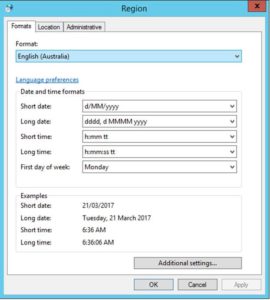 Region
x
Formats Location Administrative
Format:
English (Australia)
Language preferences
Date and time formats
Short date: d/MM/yyyy
Long date: dddd, d MMMM yyyy
Short time: h:mm tt
Long time: h:mm:ss tt
First day of week: Monday
Examples
Short date: 21/03/2017
Long date: Tuesday, 21 March 2017
Short time: 6:36 AM
Long time: 6:36:06 AM
Additional settings...
OK Cancel Apply